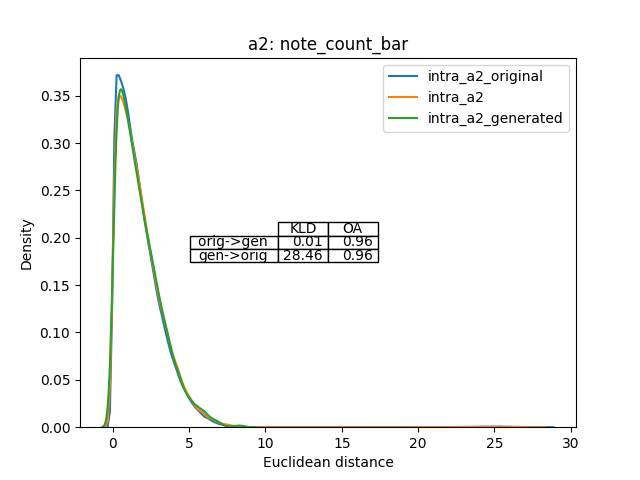 a2: note_count_bar
intra_a2_original
intra_a2
intra_a2_generated
KLD OA
orig->gen 0.01 0.96
gen->orig 28.46 0.96
Density
0.35
0.30
0.25
0.20
0.15
0.10
0.05
0.00
0 5 10 15 20 25 30
Euclidean distance